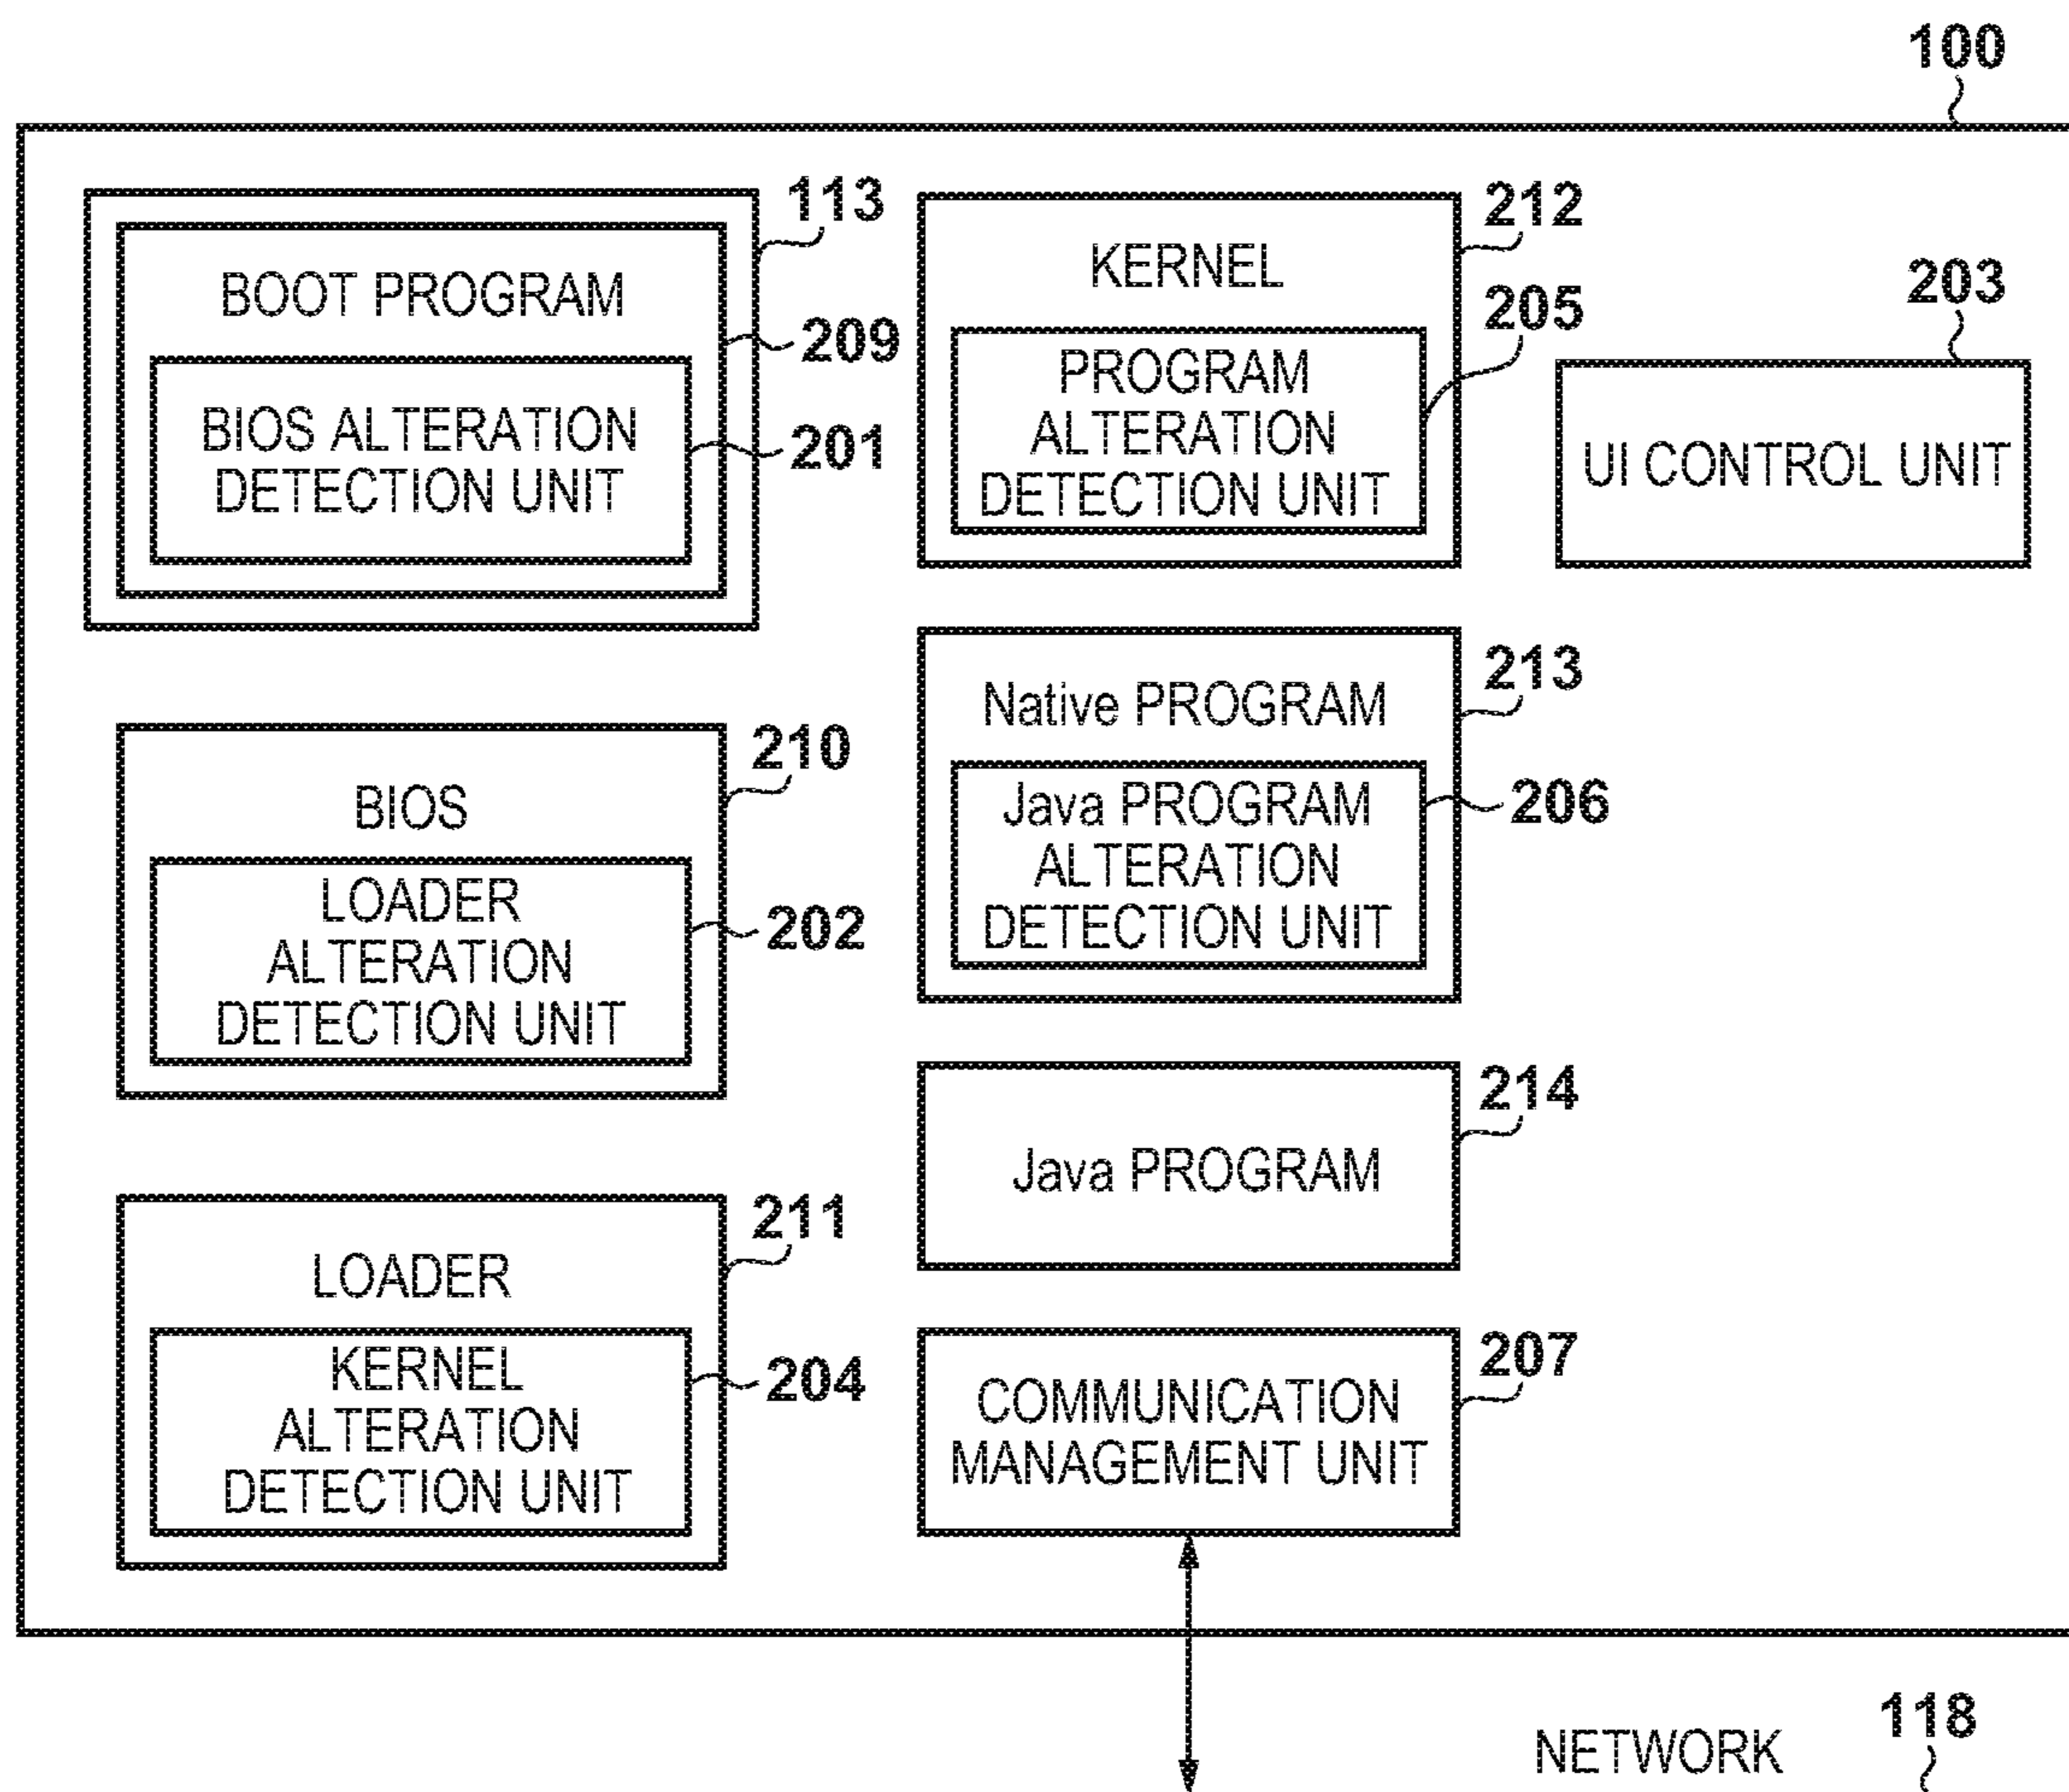 100
113
BOOT PROGRAM
209
BIOS ALTERATION
DETECTION UNIT
201
210
BIOS
LOADER
ALTERATION
DETECTION UNIT
202
211
LOADER
KERNEL
ALTERATION
DETECTION UNIT
204
212
KERNEL
205
PROGRAM
ALTERATION
DETECTION UNIT
213
Native PROGRAM
Java PROGRAM
ALTERATION
DETECTION UNIT
206
214
Java PROGRAM
207
COMMUNICATION
MANAGEMENT UNIT
203
UI CONTROL UNIT
NETWORK
118